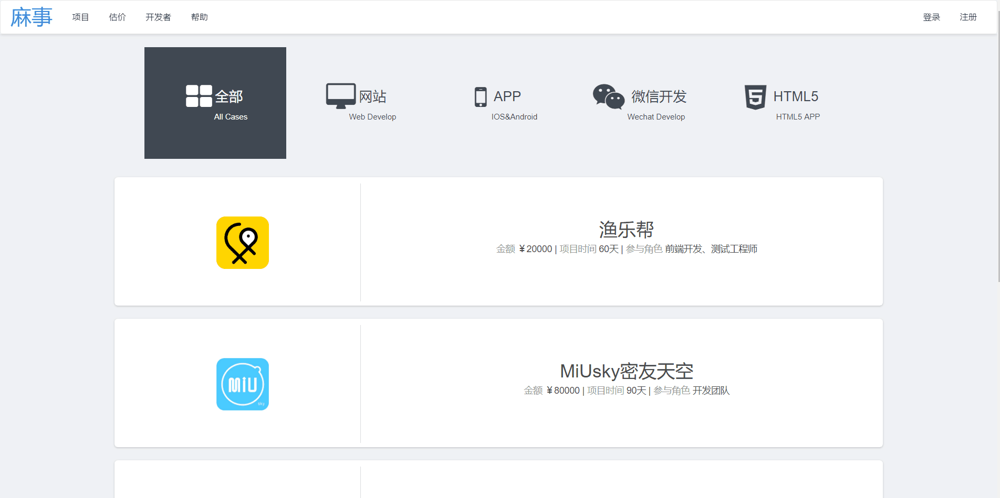 麻事 项目 估价 开发者 帮助 登录 注册
全部 网站 APP 微信开发 HTML5
All Cases Web Develop IOS&Android Wechat Develop HTML5 APP
渔乐帮
金额 ¥20000 | 项目时间 60天 | 参与角色 前端开发、测试工程师
MiUsky密友天空
MiU
sky
金额 ¥80000 | 项目时间 90天 | 参与角色 开发团队